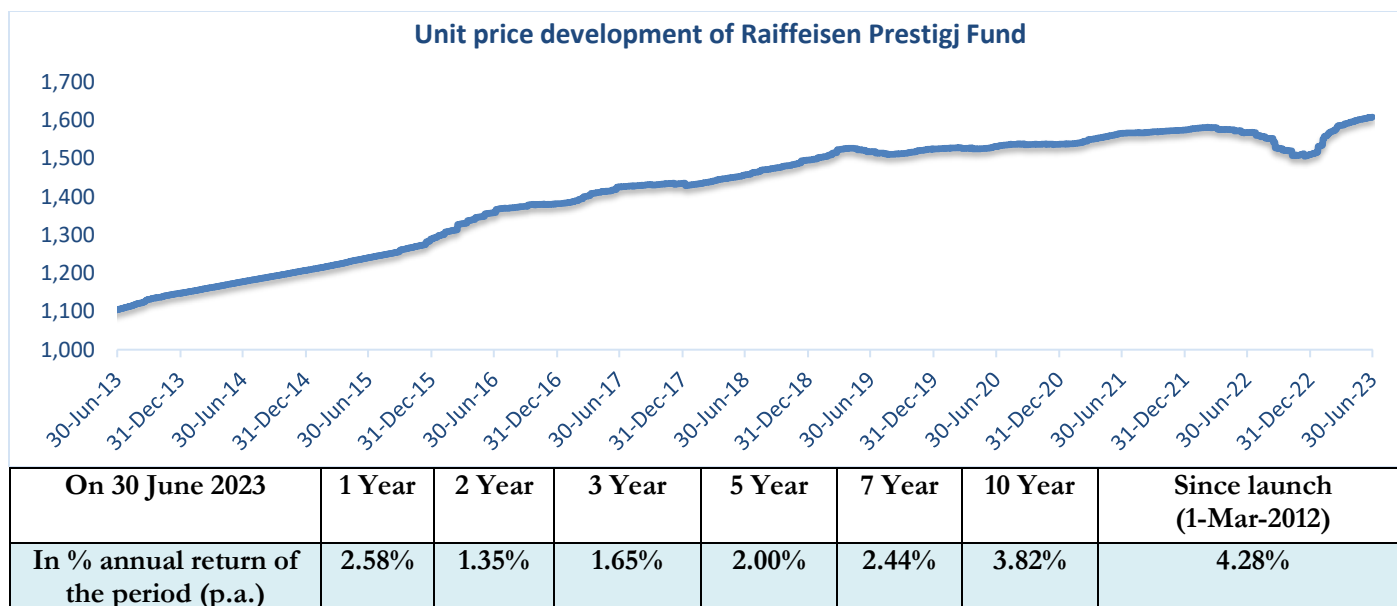 Unit price development of Raiffeisen Prestigj Fund
1,700
1,600
1,500
1,400
1,300
1,200
1,100
1,000
30-Jun-13
31-Dec-13
30-Jun-14
31-Dec-14
30-Jun-15
31-Dec-15
30-Jun-16
31-Dec-16
30-Jun-17
31-Dec-17
30-Jun-18
31-Dec-18
30-Jun-19
31-Dec-19
30-Jun-20
31-Dec-20
30-Jun-21
31-Dec-21
30-Jun-22
31-Dec-22
30-Jun-23
On 30 June 2023 1 Year 2 Year 3 Year 5 Year 7 Year 10 Year Since launch
(1-Mar-2012)
In % annual return of 2.58% 1.35% 1.65% 2.00% 2.44% 3.82% 4.28%
the period (p.a.)